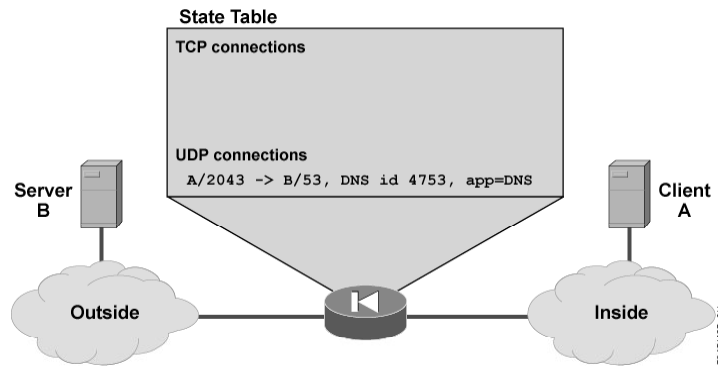 State Table
TCP connections
UDP connections
A/2043 -> B/53, DNS id 4753, app=DNS
Server
B
Client
A
Outside
Inside